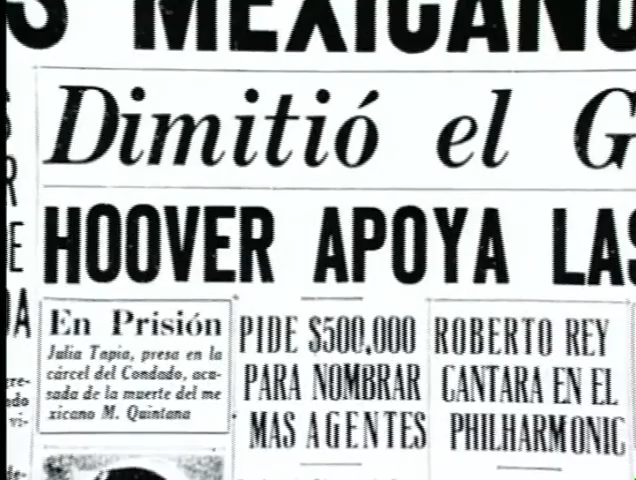 S MEXICANO
Dimitió el G
HOOVER APOYA LAS
En Prisión
Julia Tapia, presa en la
cárcel del Condado, acu-
sada de la muerte del me
xicano M. Quintana
PIDE $500,000
PARA NOMBRAR
MAS AGENTES
ROBERTO REY
CANTARA EN EL
PHILHARMONIC